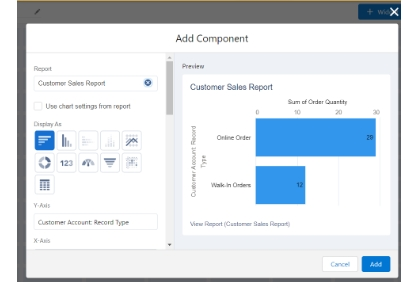 + Wid
Add Component
Report
Customer Sales Report
Use chart settings from report
Display As
123
Y-Axis
Customer Account: Record Type
X-Axis
Preview
Customer Sales Report
Sum of Order Quantity
0 10 20 30
Customer Account: Record
Type
Online Order
Walk-In Orders
12
View Report (Customer Sales Report)
Cancel
Add